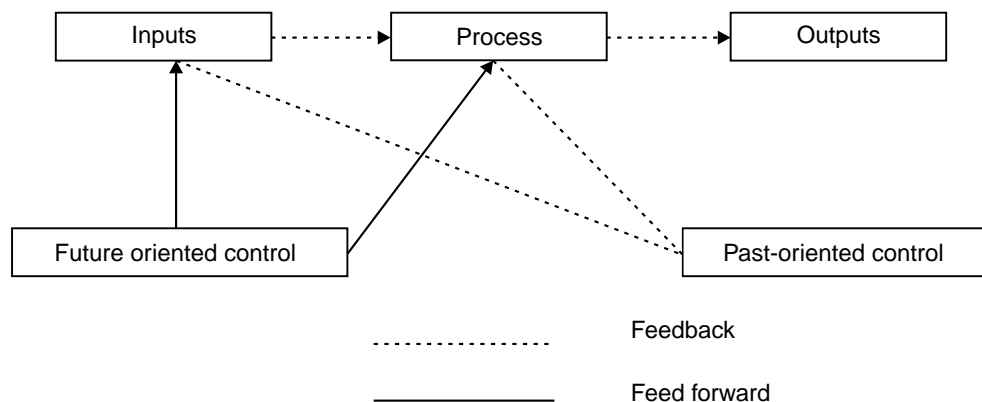 Inputs
Process
Outputs
Future oriented control
Past-oriented control
Feedback
Feed forward